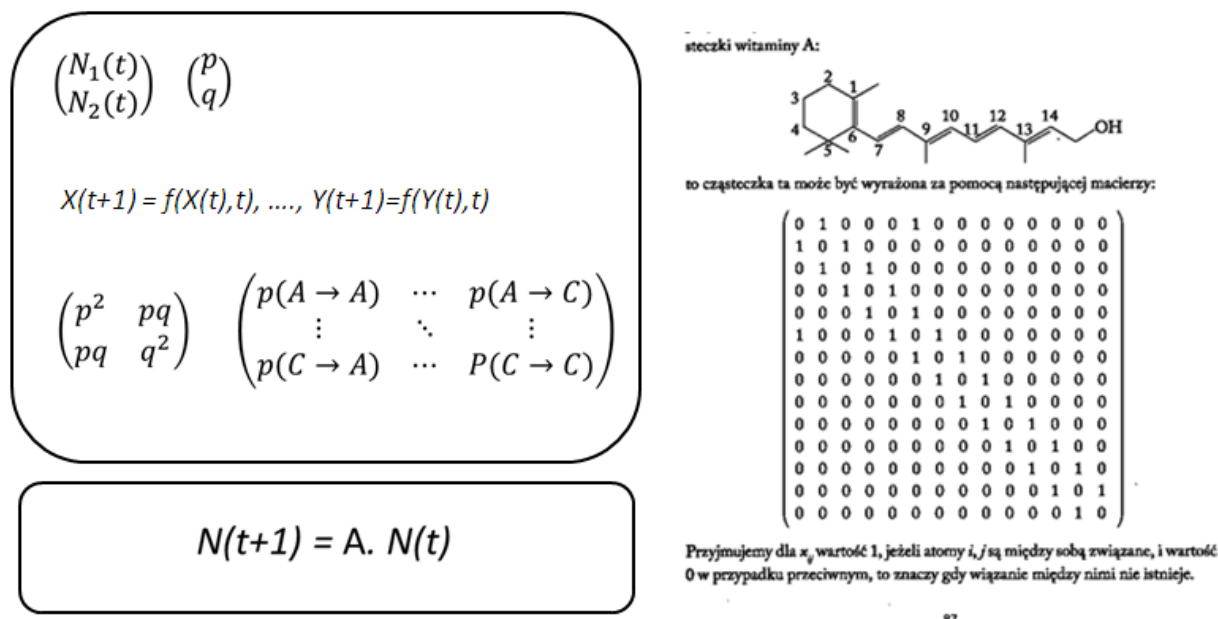 (N₁(t) (p
N₂(t)) q)
X(t+1) = f(X(t),t), ...., Y(t+1)=f(Y(t),t)
(p² pq
pq q²)
(p(A → A) ⋯ p(A → C)
⋮ ⋱ ⋮
p(C → A) ⋯ P(C → C))
N(t+1) = A. N(t)
steczki witaminy A:
2
1
3
4
5
6
7
8
9
10
11
12
13
14
OH
to cząsteczka ta może być wyrażona za pomocą następującej macierzy:
0 1 0 0 0 1 0 0 0 0 0 0 0 0
1 0 1 0 0 0 0 0 0 0 0 0 0 0
0 1 0 1 0 0 0 0 0 0 0 0 0 0
0 0 1 0 1 0 0 0 0 0 0 0 0 0
0 0 0 1 0 1 0 0 0 0 0 0 0 0
1 0 0 0 1 0 1 0 0 0 0 0 0 0
0 0 0 0 0 1 0 1 0 0 0 0 0 0
0 0 0 0 0 0 1 0 1 0 0 0 0 0
0 0 0 0 0 0 0 1 0 1 0 0 0 0
0 0 0 0 0 0 0 0 1 0 1 0 0 0
0 0 0 0 0 0 0 0 0 1 0 1 0 0
0 0 0 0 0 0 0 0 0 0 1 0 1 0
0 0 0 0 0 0 0 0 0 0 0 1 0 1
0 0 0 0 0 0 0 0 0 0 0 0 1 0
Przyjmujemy dla xᵢⱼ wartość 1, jeżeli atomy i, j są między sobą związane, i wartość
0 w przypadku przeciwnym, to znaczy gdy wiązanie między nimi nie istnieje.